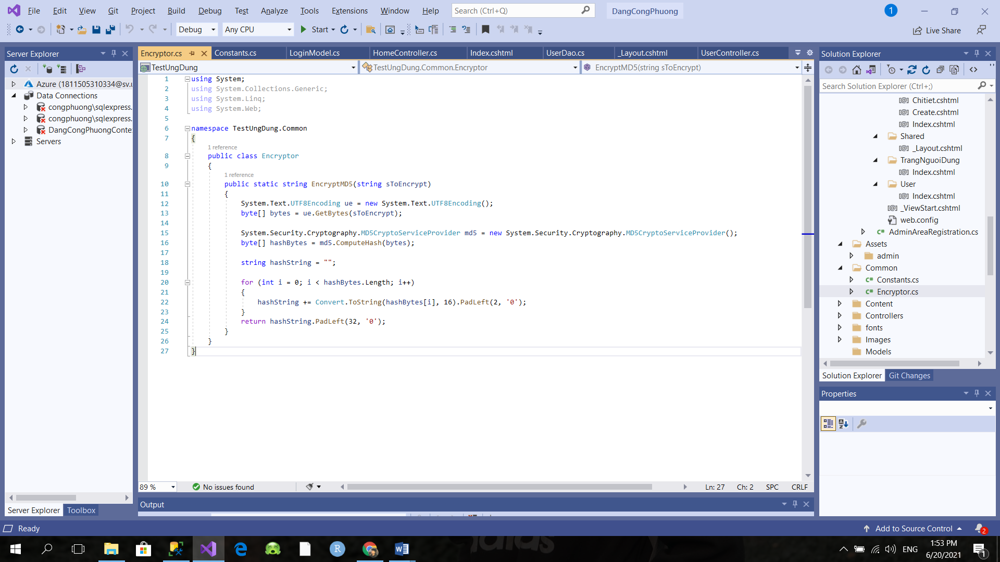 File Edit View Git Project Build Debug Test Analyze Tools Extensions Window Help Search (Ctrl+Q) DangCongPhuong 1
Debug Any CPU Start Live Share
Server Explorer
Azure (1811505310334@sv.u
Data Connections
congphuong\sqlexpress.
congphuong\sqlexpress.
DangCongPhuongConte
Servers
Server Explorer Toolbox
Encryptor.cs Constants.cs LoginModel.cs HomeController.cs Index.cshtml UserDao.cs _Layout.cshtml UserController.cs
TestUngDung TestUngDung.Common.Encryptor EncryptMD5(string sToEncrypt)
1 using System;
2 using System.Collections.Generic;
3 using System.Linq;
4 using System.Web;
5
6 namespace TestUngDung.Common
7 {
1 reference
8 public class Encryptor
9 {
1 reference
10 public static string EncryptMD5(string sToEncrypt)
11 {
12 System.Text.UTF8Encoding ue = new System.Text.UTF8Encoding();
13 byte[] bytes = ue.GetBytes(sToEncrypt);
14
15 System.Security.Cryptography.MD5CryptoServiceProvider md5 = new System.Security.Cryptography.MD5CryptoServiceProvider();
16 byte[] hashBytes = md5.ComputeHash(bytes);
17
18 string hashString = "";
19
20 for (int i = 0; i < hashBytes.Length; i++)
21 {
22 hashString += Convert.ToString(hashBytes[i], 16).PadLeft(2, '0');
23 }
24 return hashString.PadLeft(32, '0');
25 }
26 }
27 }
89 % No issues found Ln: 27 Ch: 2 SPC CRLF
Output
Solution Explorer
Search Solution Explorer (Ctrl+;)
Chitiet.cshtml
Create.cshtml
Index.cshtml
Shared
_Layout.cshtml
TrangNguoiDung
Index.cshtml
User
Index.cshtml
_ViewStart.cshtml
web.config
C# AdminAreaRegistration.cs
Assets
admin
Common
C# Constants.cs
C# Encryptor.cs
Content
Controllers
fonts
Images
Models
Solution Explorer Git Changes
Properties
Ready Add to Source Control 2
ENG 1:53 PM
6/20/2021 1